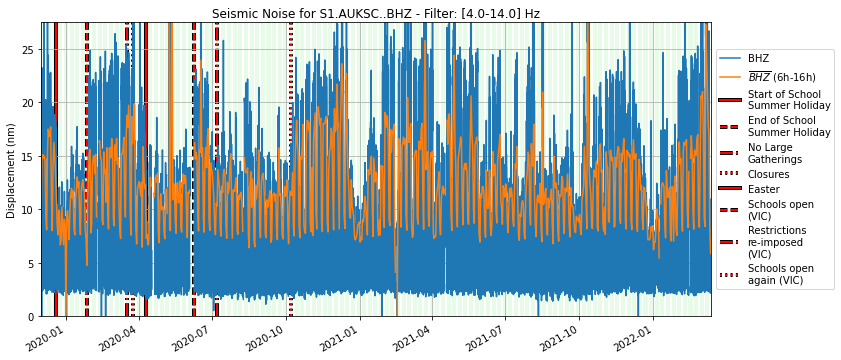 Seismic Noise for S1.AUKSC..BHZ - Filter: [4.0-14.0] Hz
Displacement (nm)
25
20
15
10
5
0
2020-01
2020-04
2020-07
2020-10
2021-01
2021-04
2021-07
2021-10
2022-01
BHZ
BHZ (6h-16h)
Start of School
Summer Holiday
End of School
Summer Holiday
No Large
Gatherings
Closures
Easter
Schools open
(VIC)
Restrictions
re-imposed
(VIC)
Schools open
again (VIC)